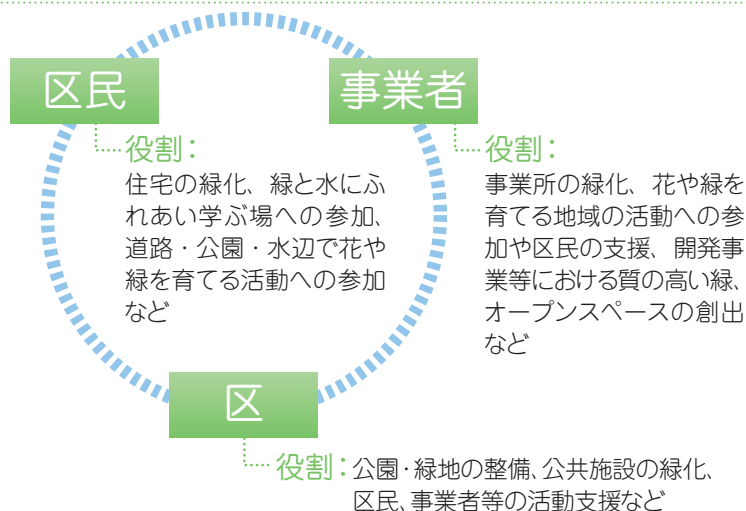 区民
役割：
住宅の緑化、緑と水にふ
れあい学ぶ場への参加、
道路・公園・水辺で花や
緑を育てる活動への参加
など
事業者
役割：
事業所の緑化、花や緑を
育てる地域の活動への参
加や区民の支援、開発事
業等における質の高い緑、
オープンスペースの創出
など
区
役割：公園・緑地の整備、公共施設の緑化、
区民、事業者等の活動支援など